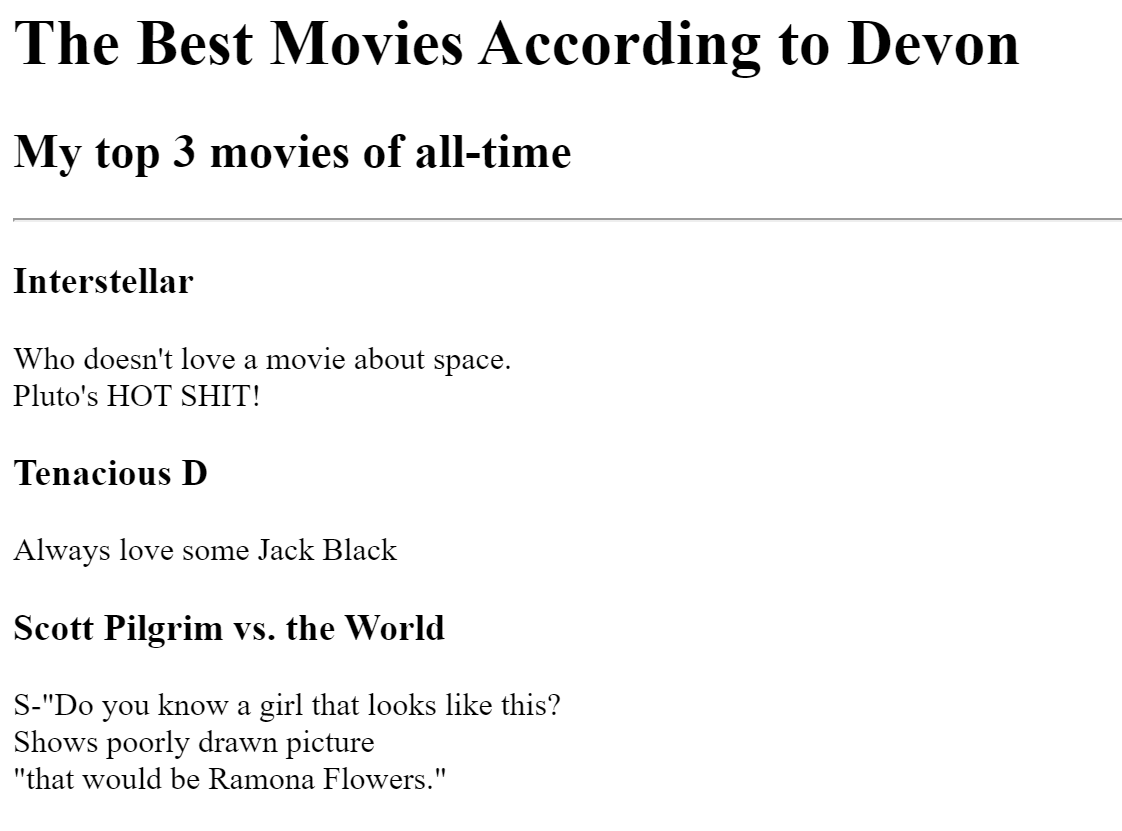 The Best Movies According to Devon
My top 3 movies of all-time
Interstellar
Who doesn't love a movie about space.
Pluto's HOT SHIT!
Tenacious D
Always love some Jack Black
Scott Pilgrim vs. the World
S-"Do you know a girl that looks like this?
Shows poorly drawn picture
"that would be Ramona Flowers."